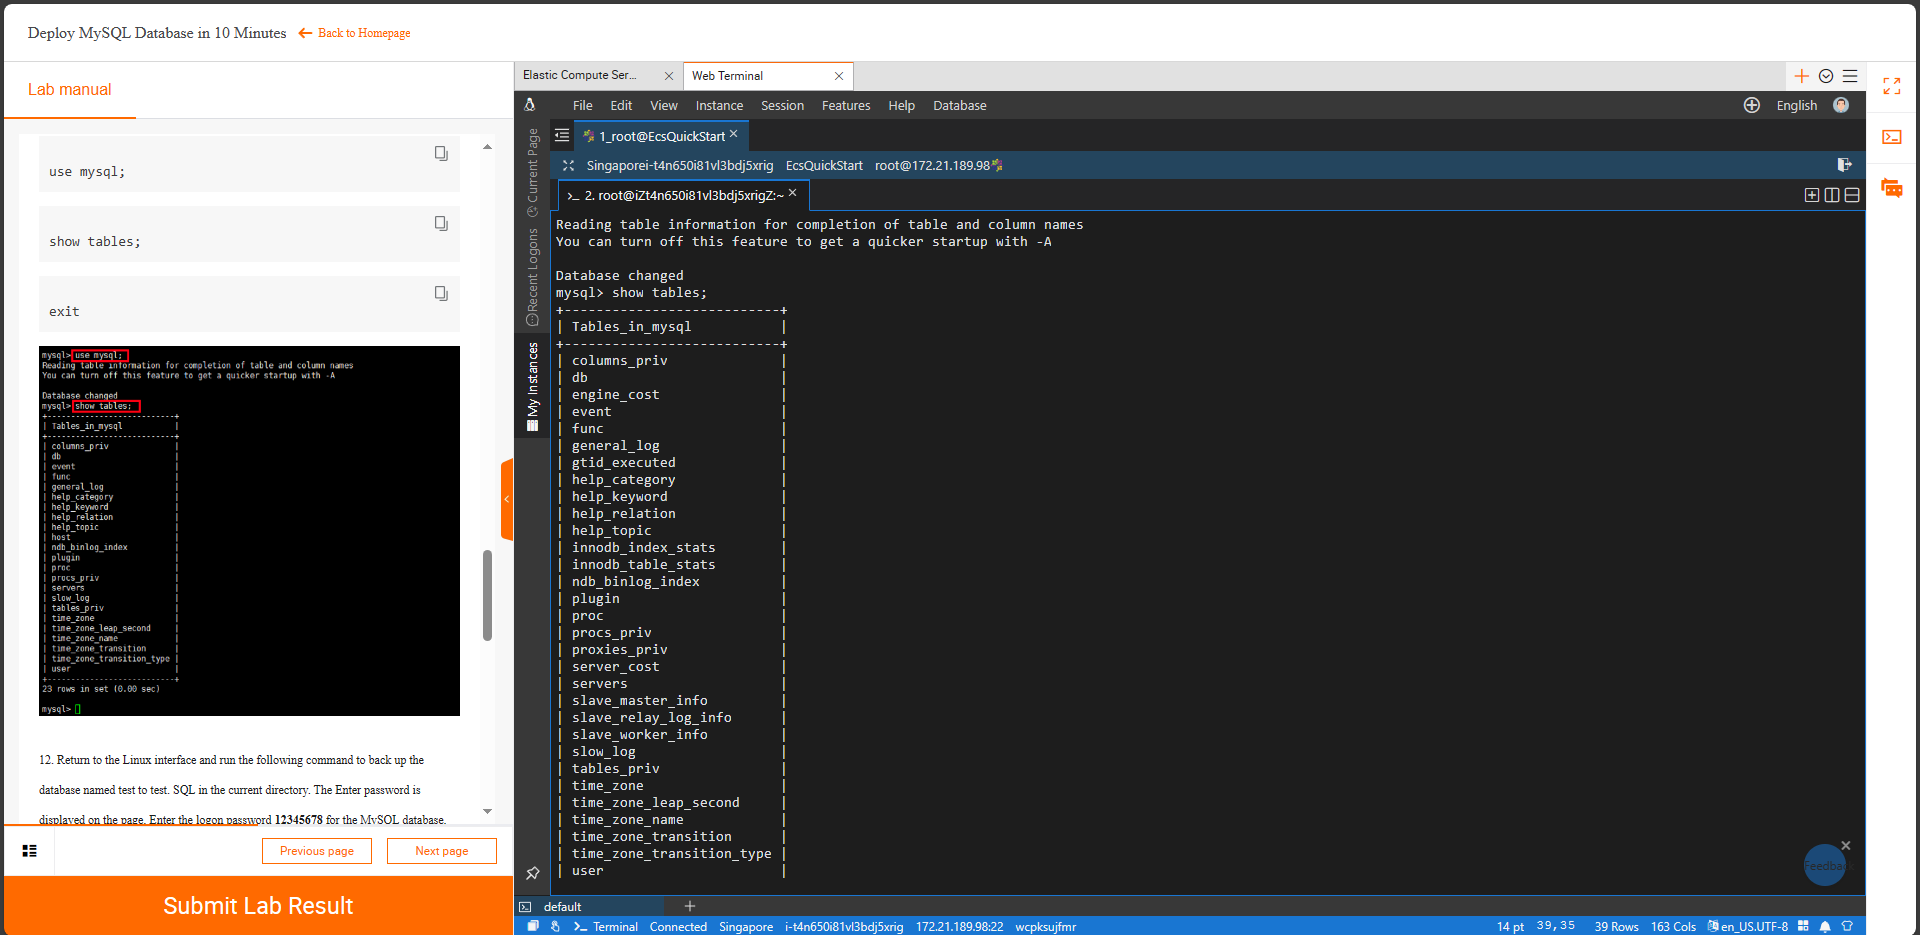 Deploy MySQL Database in 10 Minutes
Back to Homepage
Lab manual
use mysql;
show tables;
exit
mysql> use mysql;
Reading table information for completion of table and column names
You can turn off this feature to get a quicker startup with -A
Database changed
mysql> show tables;
+---------------------------+
| Tables_in_mysql           |
+---------------------------+
| columns_priv              |
| db                        |
| event                     |
| func                      |
| general_log               |
| help_category             |
| help_keyword              |
| help_relation             |
| help_topic                |
| host                      |
| ndb_binlog_index          |
| plugin                    |
| proc                      |
| procs_priv                |
| servers                   |
| slow_log                  |
| tables_priv               |
| time_zone                 |
| time_zone_leap_second     |
| time_zone_name            |
| time_zone_transition      |
| time_zone_transition_type |
| user                      |
+---------------------------+
23 rows in set (0.00 sec)
mysql>
12. Return to the Linux interface and run the following command to back up the
database named test to test. SQL in the current directory. The Enter password is
displayed on the page. Enter the logon password 12345678 for the MySQL database.
Previous page
Next page
Submit Lab Result
Elastic Compute Ser...
Web Terminal
File Edit View Instance Session Features Help Database
English
Current Page
Recent Logons
My Instances
1_root@EcsQuickStart
Singaporei-t4n650i81vl3bdj5xrig EcsQuickStart root@172.21.189.98
>_ 2. root@iZt4n650i81vl3bdj5xrigZ:~
Reading table information for completion of table and column names
You can turn off this feature to get a quicker startup with -A
Database changed
mysql> show tables;
+---------------------------+
| Tables_in_mysql           |
+---------------------------+
| columns_priv              |
| db                        |
| engine_cost               |
| event                     |
| func                      |
| general_log               |
| gtid_executed             |
| help_category             |
| help_keyword              |
| help_relation             |
| help_topic                |
| innodb_index_stats        |
| innodb_table_stats        |
| ndb_binlog_index          |
| plugin                    |
| proc                      |
| procs_priv                |
| proxies_priv              |
| server_cost               |
| servers                   |
| slave_master_info         |
| slave_relay_log_info      |
| slave_worker_info         |
| slow_log                  |
| tables_priv               |
| time_zone                 |
| time_zone_leap_second     |
| time_zone_name            |
| time_zone_transition      |
| time_zone_transition_type |
| user                      |
Feedback
default
Terminal Connected Singapore i-t4n650i81vl3bdj5xrig 172.21.189.98:22 wcpksujfmr
14 pt 39,35 39 Rows 163 Cols en_US.UTF-8